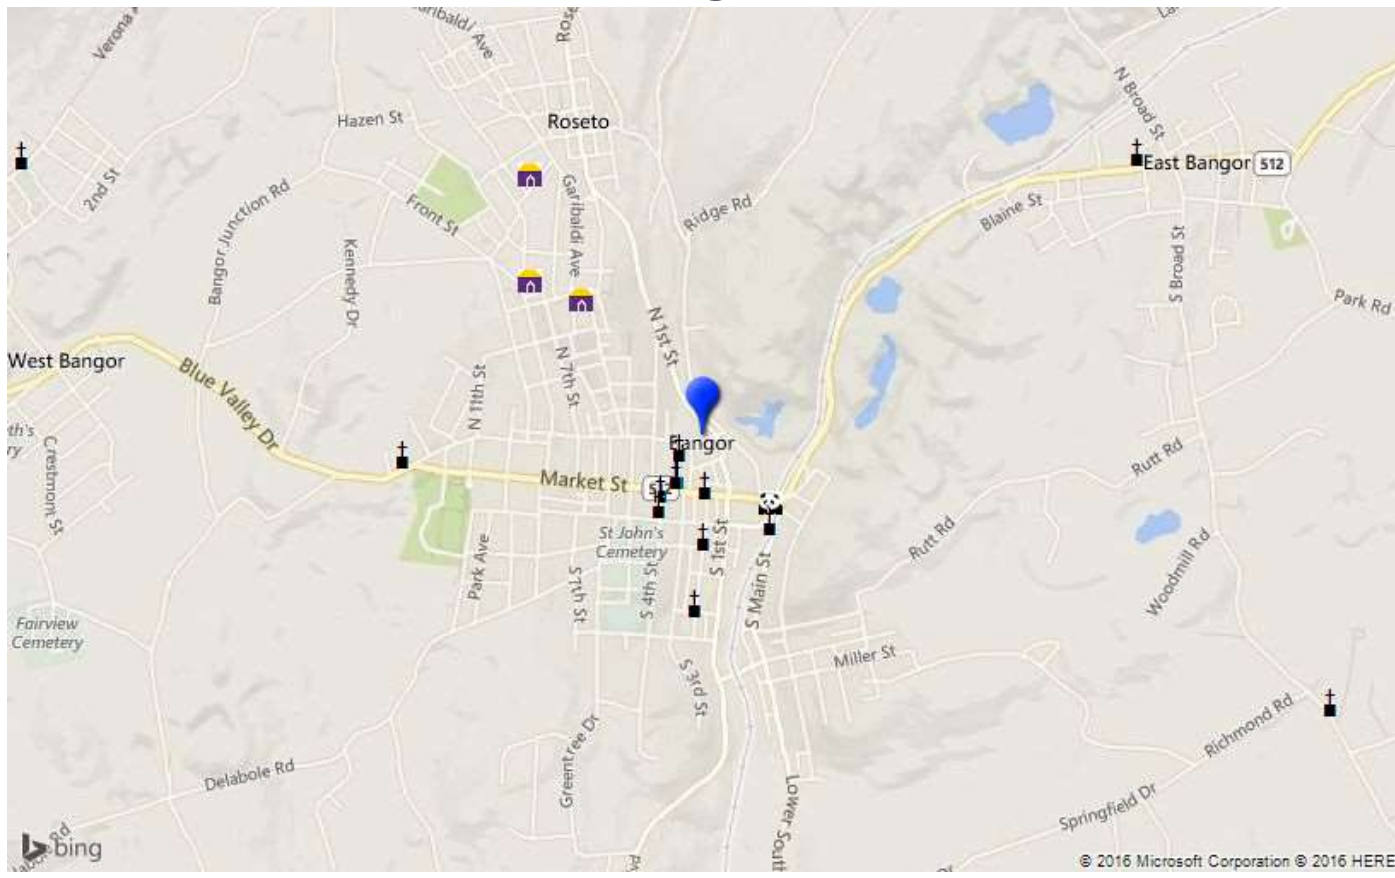 Verona
Garibaldi Ave
Rose
N Broad St
Hazen St
Roseto
East Bangor
512
2nd St
Bangor Junction Rd
Front St
Garibaldi Ave
Ridge Rd
Blaine St
S Broad St
Kennedy Dr
Park Rd
N 1st St
West Bangor
Blue Valley Dr
N 11th St
N 7th St
Bangor
th's
ry
Crestmont St
Market St
Rutt Rd
St John's
Cemetery
S 1st St
Rutt Rd
Park Ave
S 7th St
S 4th St
S Main St
Woodmill Rd
Fairview
Cemetery
Miller St
S 3rd St
Richmond Rd
Greentree Dr
Delabole Rd
Lower South
Springfield Dr
bing
© 2016 Microsoft Corporation © 2016 HERE